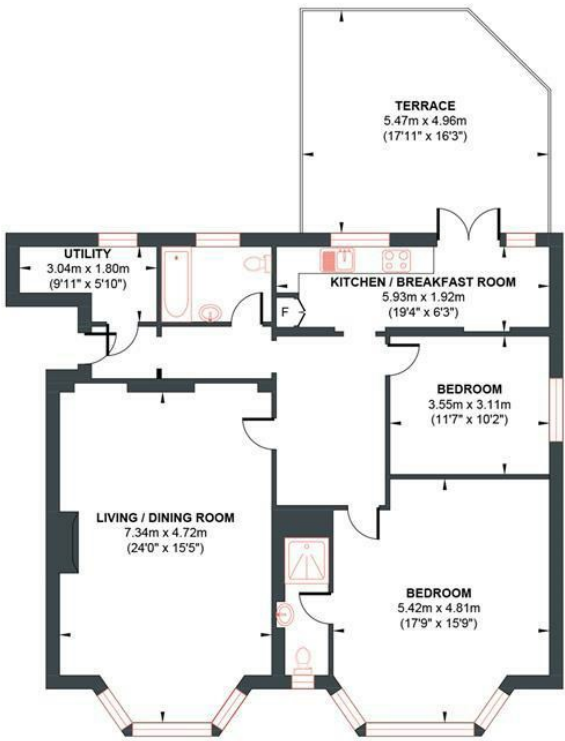 TERRACE
5.47m x 4.96m
(17'11" x 16'3")
UTILITY
3.04m x 1.80m
(9'11" x 5'10")
KITCHEN / BREAKFAST ROOM
5.93m x 1.92m
(19'4" x 6'3")
F
BEDROOM
3.55m x 3.11m
(11'7" x 10'2")
LIVING / DINING ROOM
7.34m x 4.72m
(24'0" x 15'5")
BEDROOM
5.42m x 4.81m
(17'9" x 15'9")